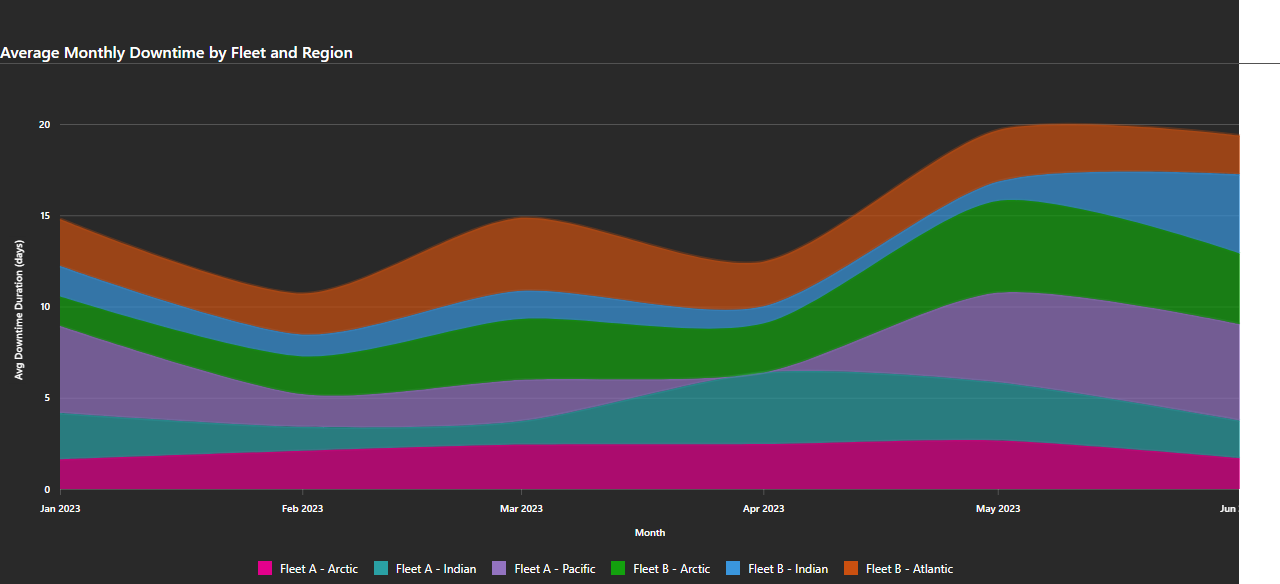 Average Monthly Downtime by Fleet and Region
20
15
10
5
0
Avg Downtime Duration (days)
Jan 2023 Feb 2023 Mar 2023 Apr 2023 May 2023 Jun
Month
Fleet A - Arctic Fleet A - Indian Fleet A - Pacific Fleet B - Arctic Fleet B - Indian Fleet B - Atlantic